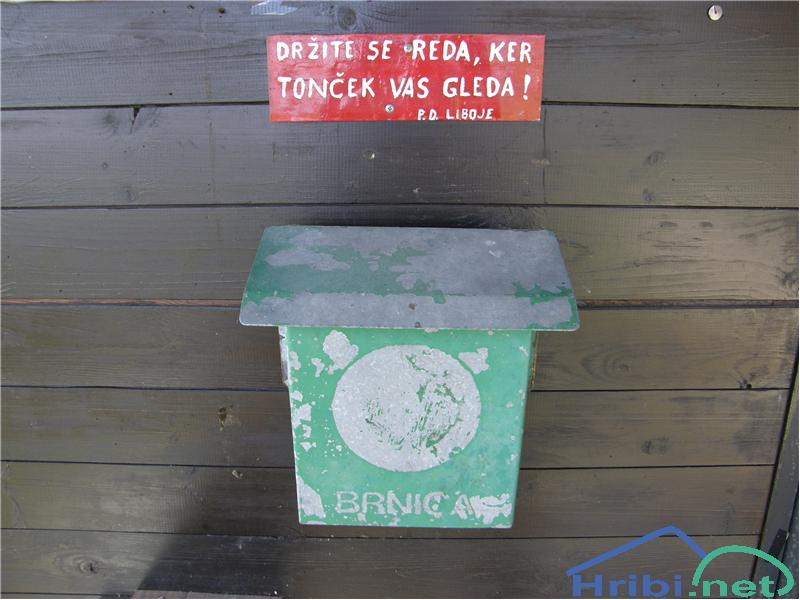 DRŽITE SE REDA, KER
TONČEK VAS GLEDA!
P.D. LIBOJE
BRNICA
Hribi.net